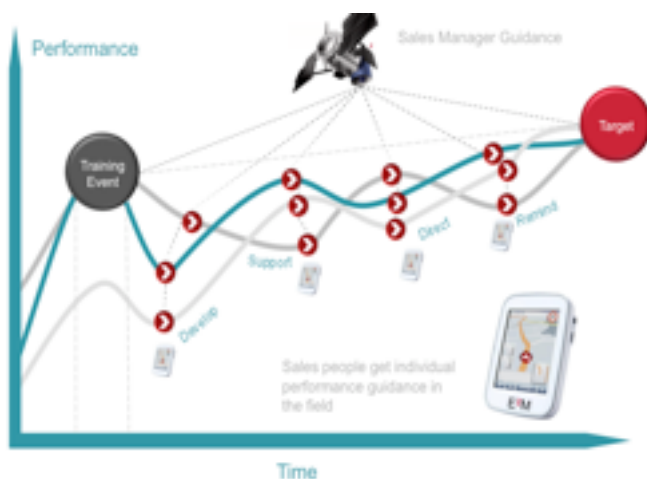 Performance
Sales Manager Guidance
Training
Event
Target
Develop
Support
Direct
Remind
Sales people get individual
performance guidance in
the field
Time